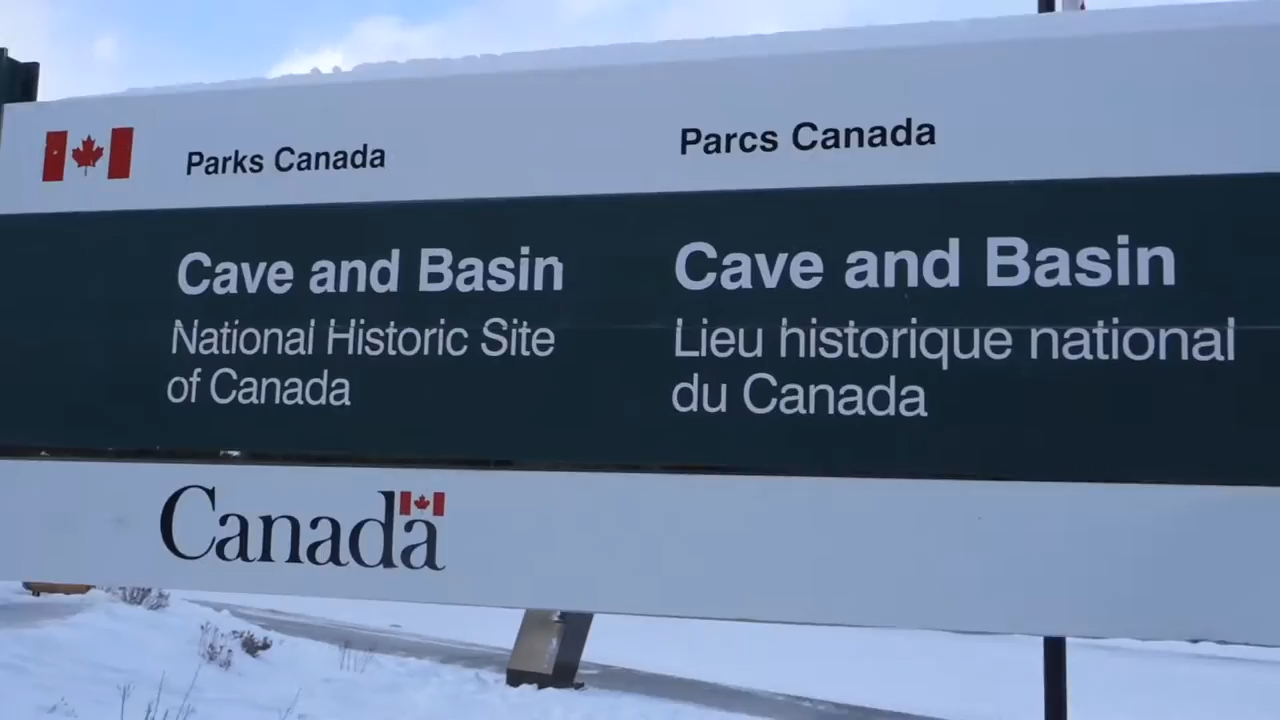 Parks Canada
Parcs Canada
Cave and Basin
National Historic Site
of Canada
Cave and Basin
Lieu historique national
du Canada
Canada